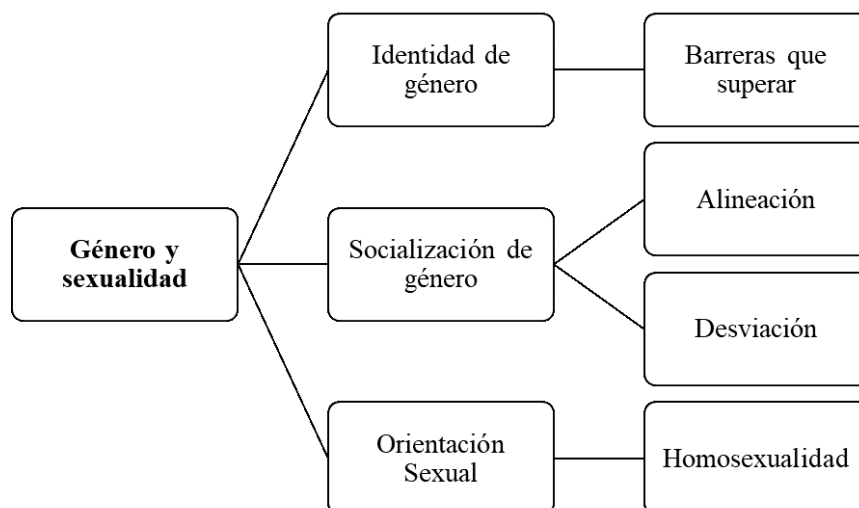 Identidad de
género
Barreras que
superar
Género y
sexualidad
Socialización de
género
Alineación
Desviación
Orientación
Sexual
Homosexualidad